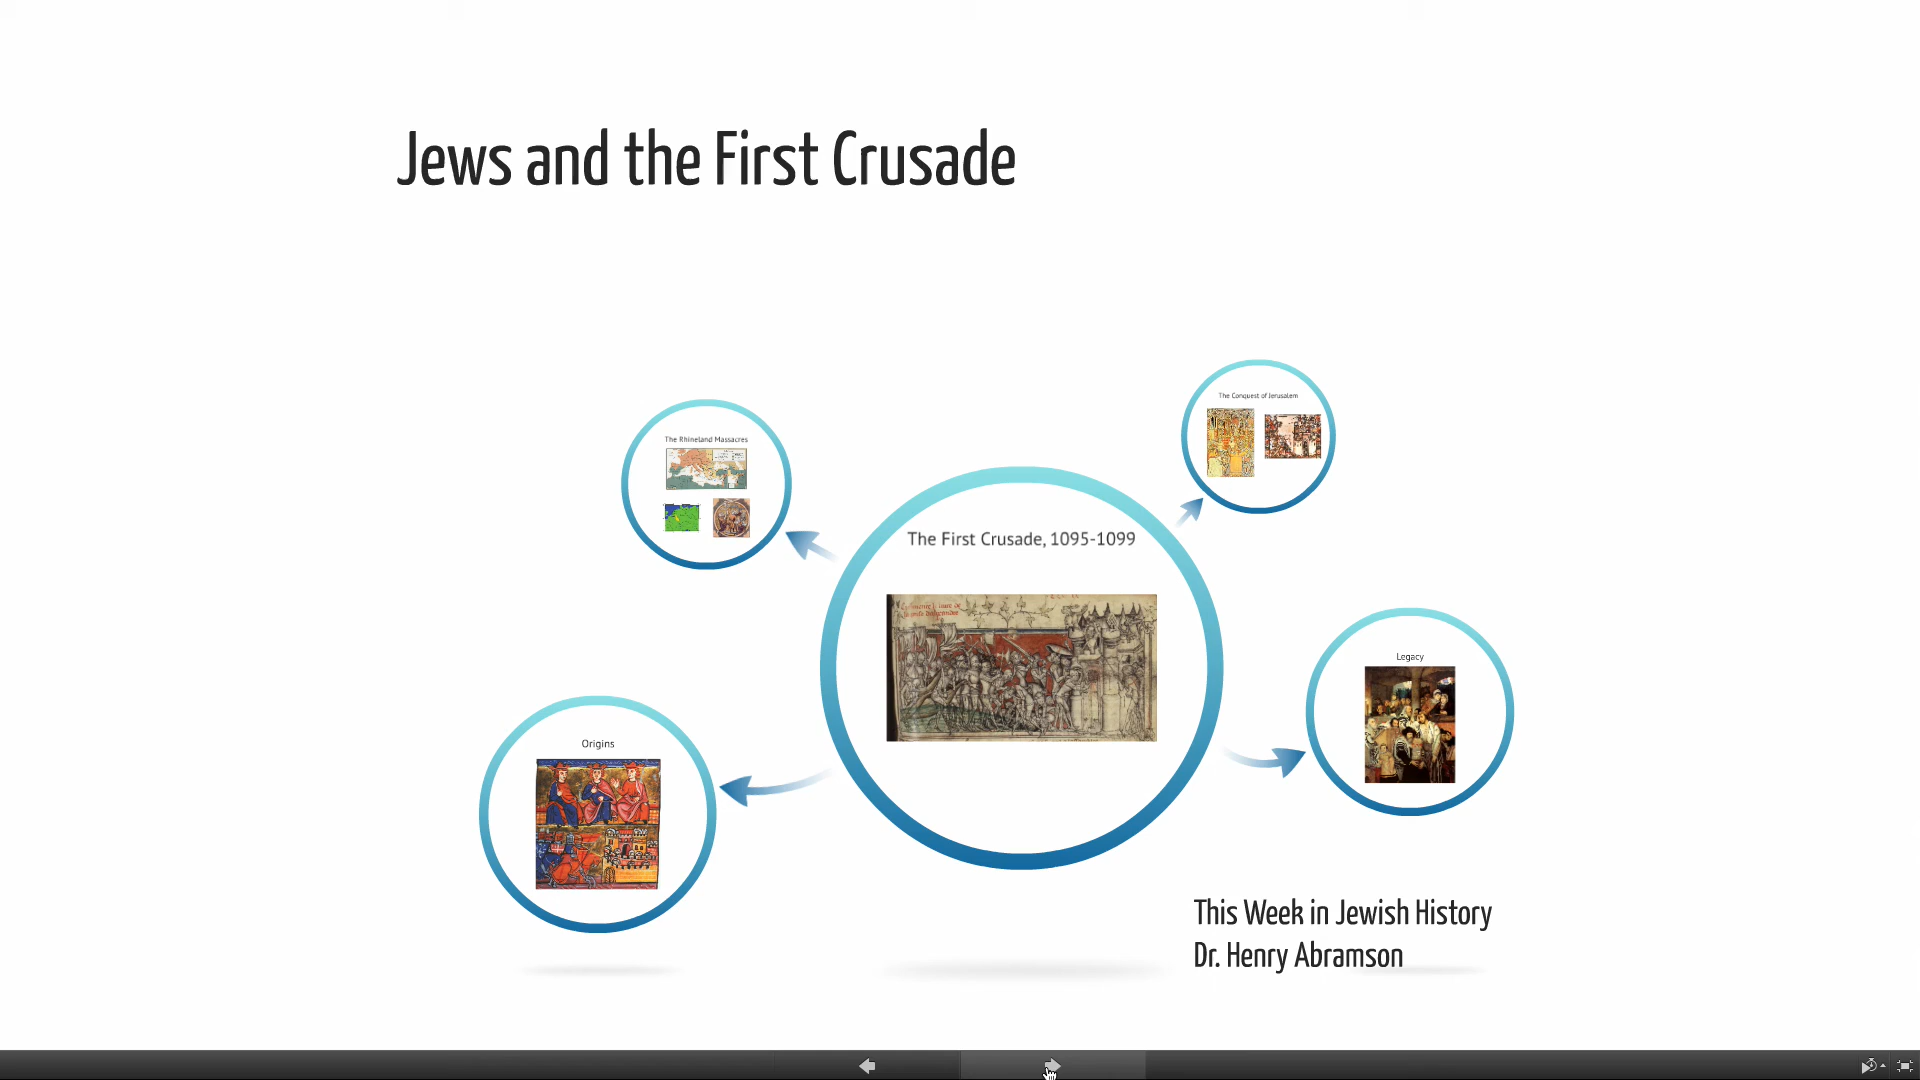 Jews and the First Crusade
The Conquest of Jerusalem
The Rhineland Massacres
The First Crusade, 1095-1099
Legacy
Origins
This Week in Jewish History
Dr. Henry Abramson